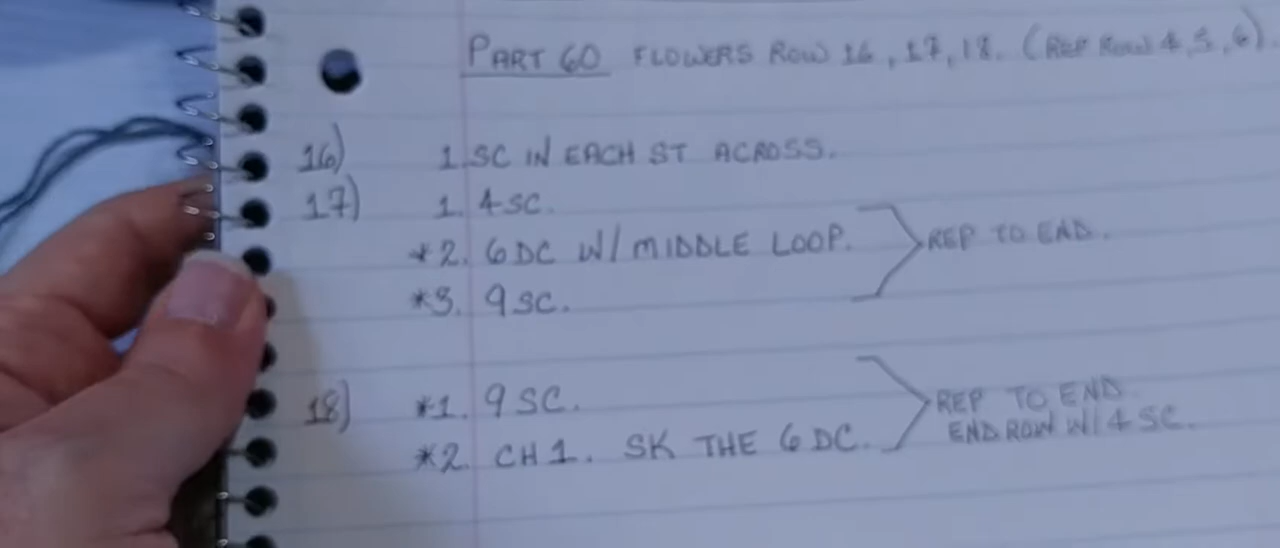 PART 60 FLOWERS ROW 16, 17, 18. (REP ROW 4, 5, 6).
16) 1 SC IN EACH ST ACROSS.
17) 1. 4 SC.
*2. 6 DC W/ MIDDLE LOOP.
REP TO END.
*3. 9 SC.
18) *1. 9 SC.
REP TO END.
END ROW W/ 4 SC.
*2. CH 1. SK THE 6 DC.